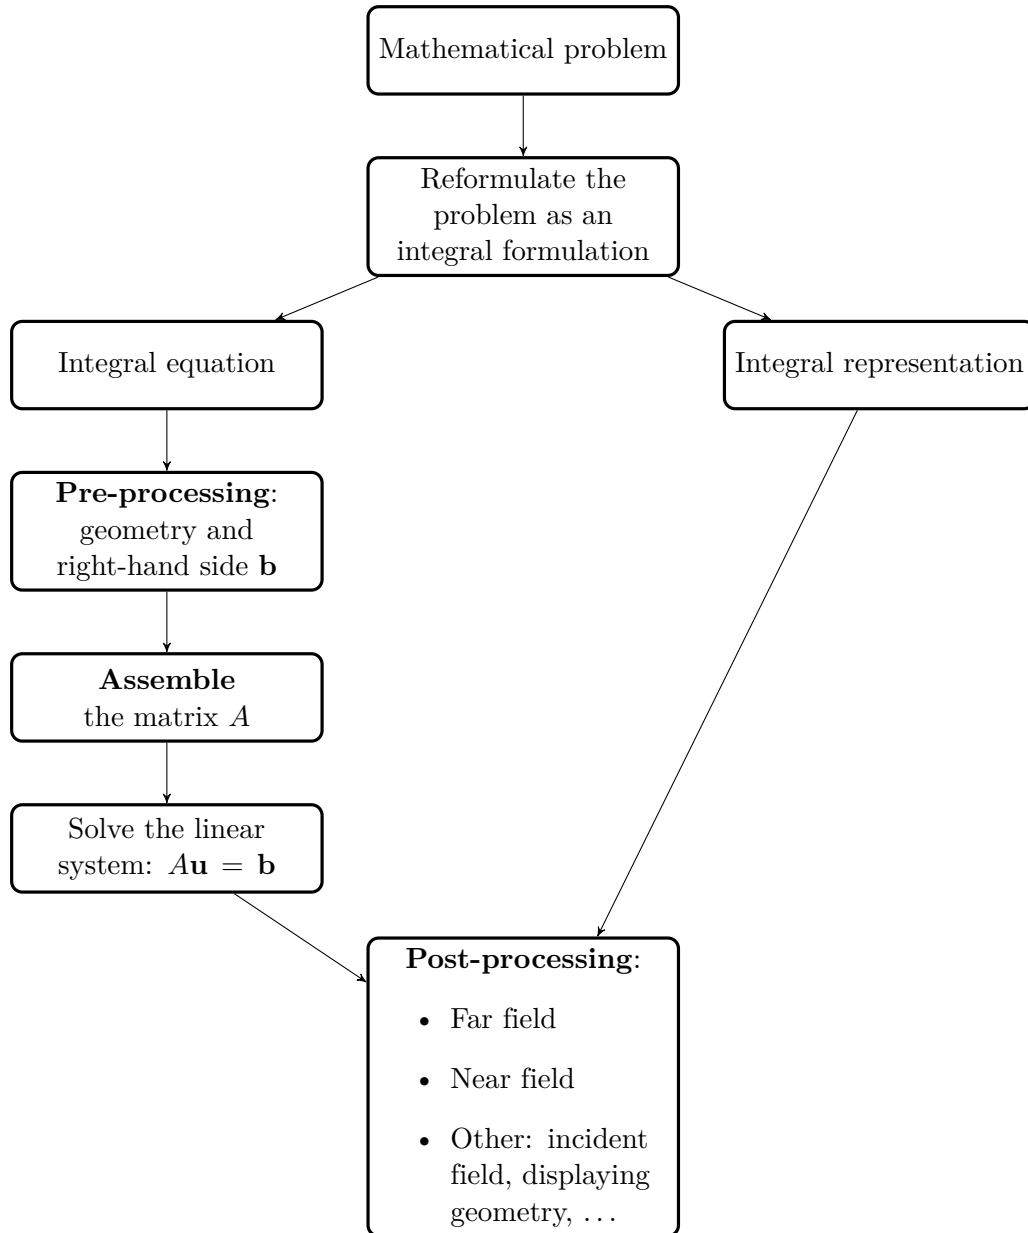 Mathematical problem
Reformulate the
problem as an
integral formulation
Integral equation
Integral representation
Pre-processing:
geometry and
right-hand side b
Assemble
the matrix A
Solve the linear
system: Au = b
Post-processing:
• Far field
• Near field
• Other: incident
field, displaying
geometry, …